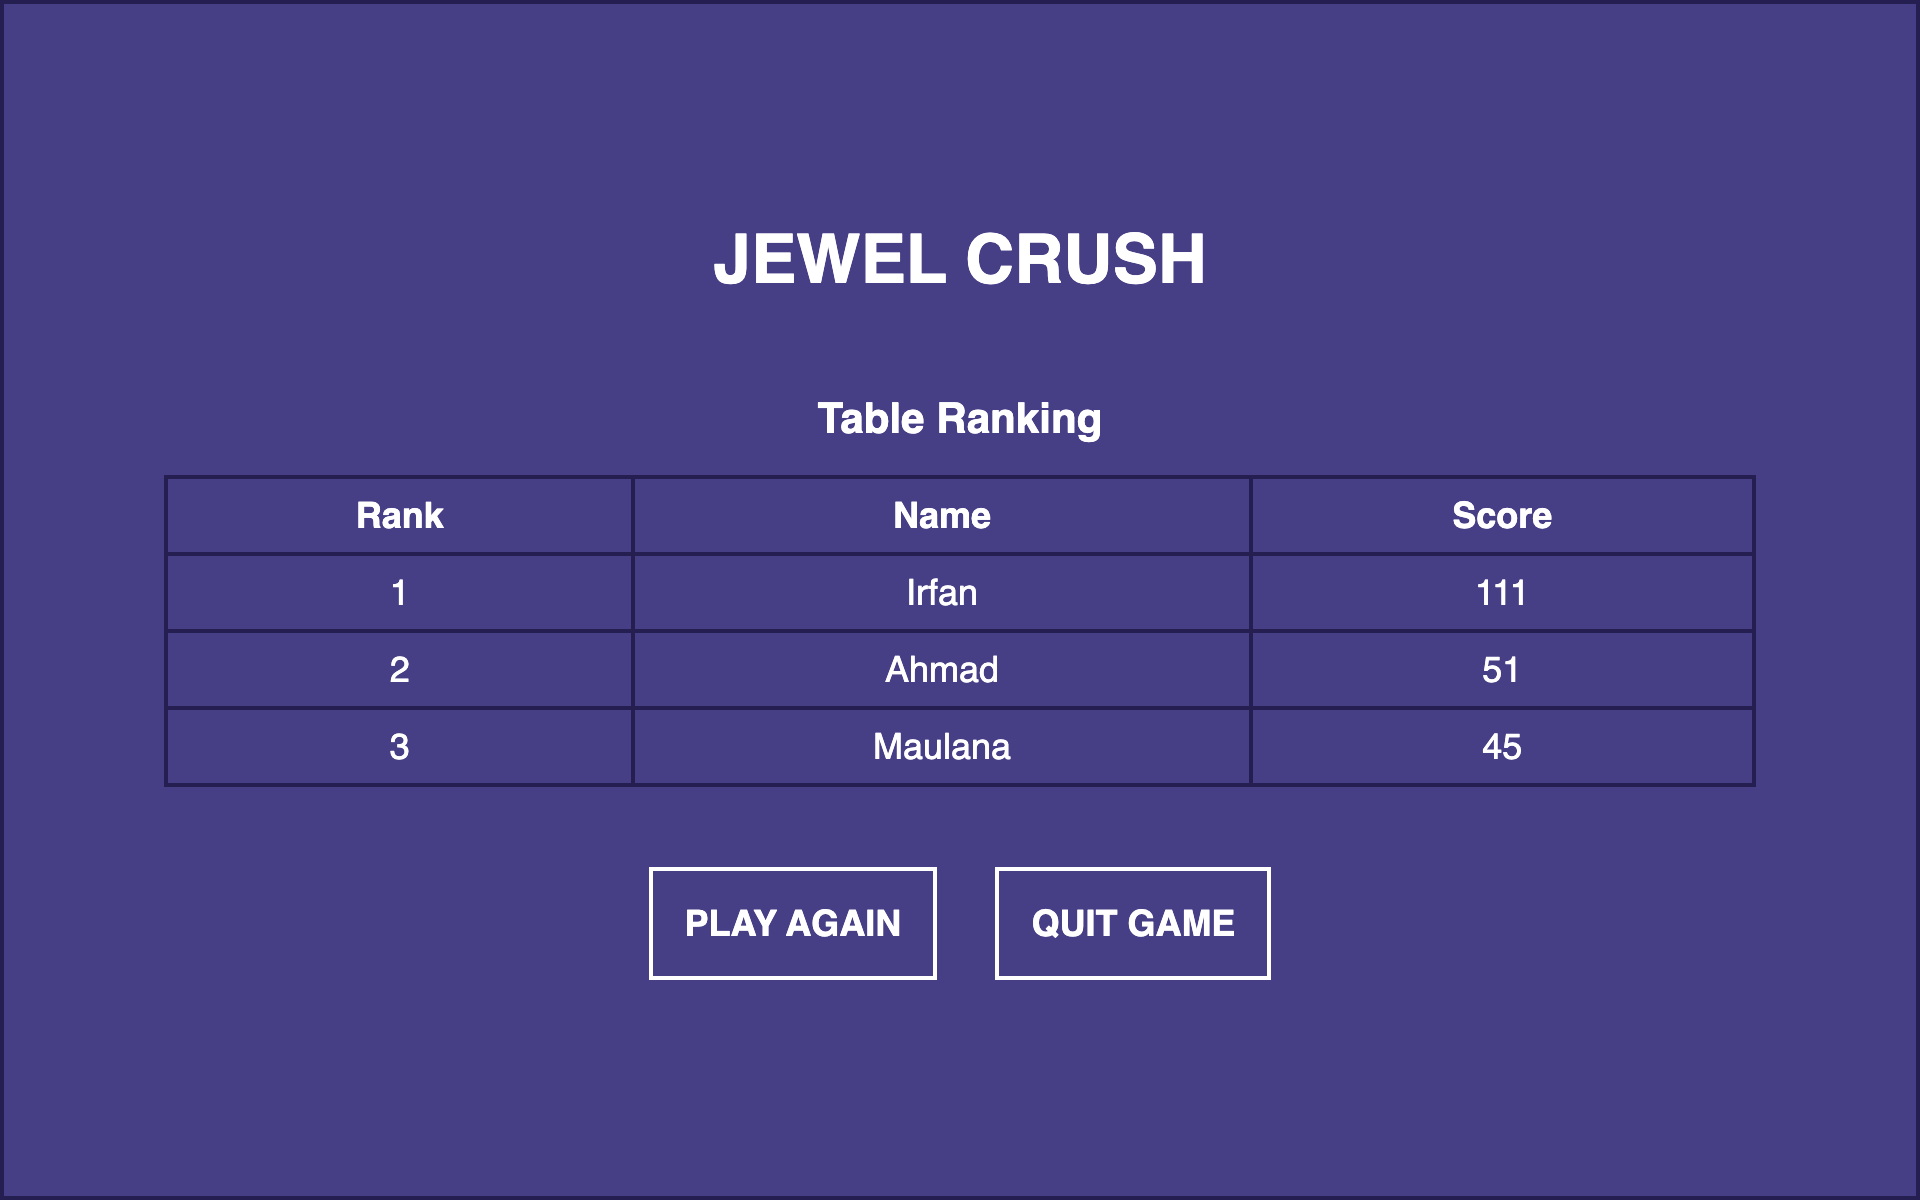 JEWEL CRUSH
Table Ranking
Rank Name Score
1 Irfan 111
2 Ahmad 51
3 Maulana 45
PLAY AGAIN QUIT GAME